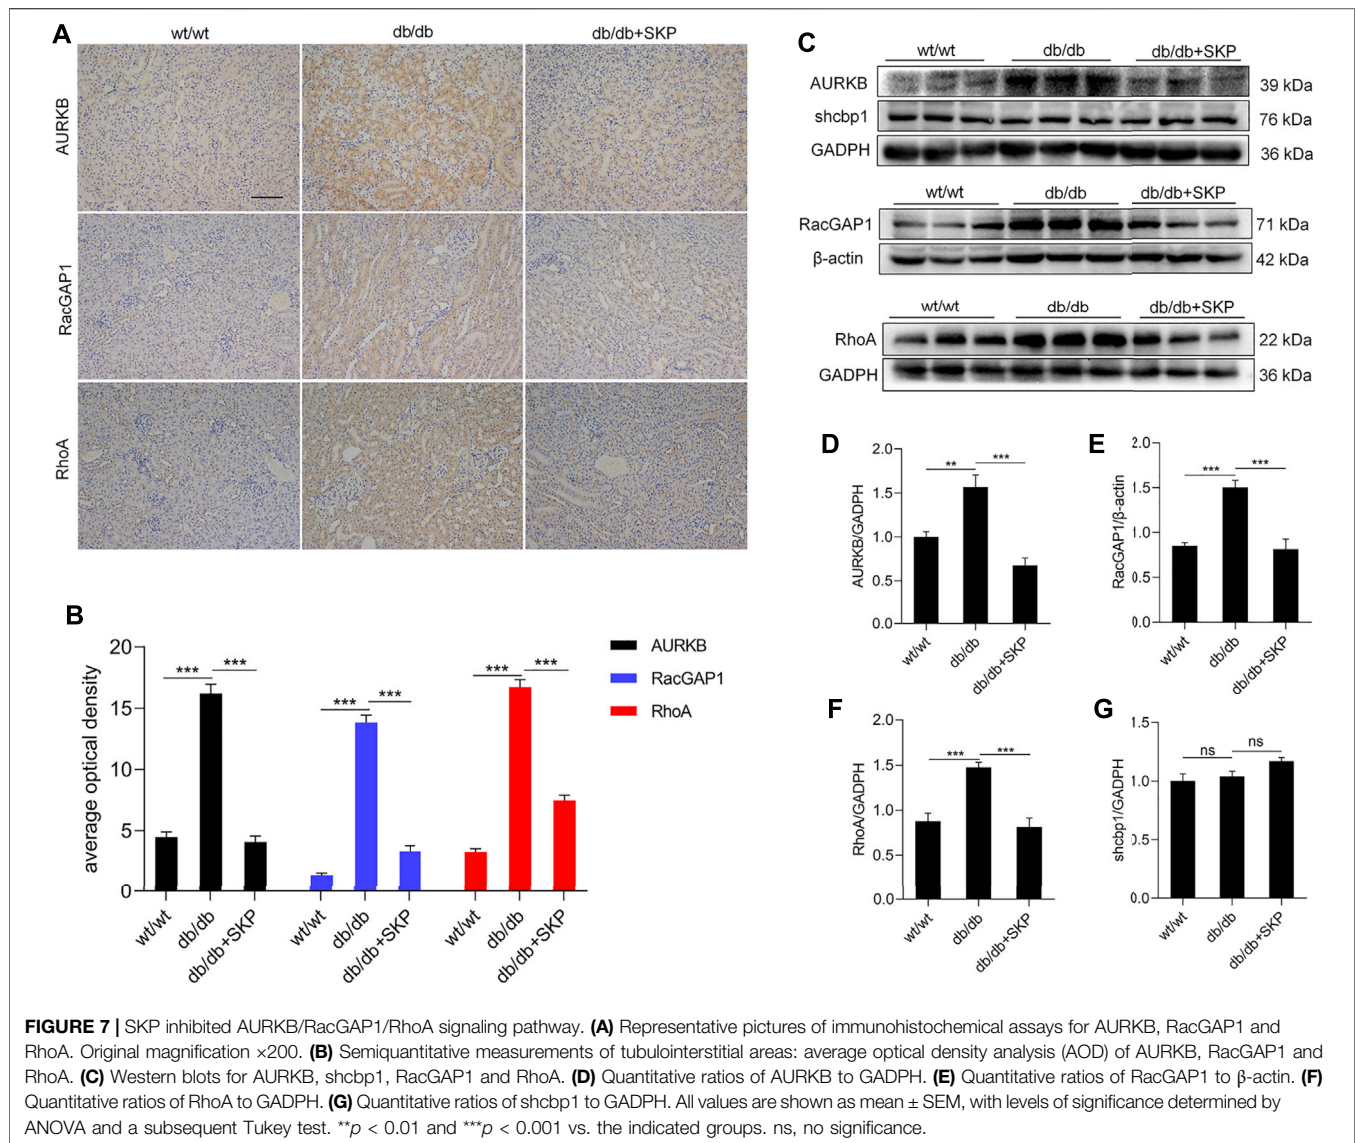 A
wt/wt db/db db/db+SKP
AURKB
RacGAP1
RhoA
B
average optical density
20
15
10
5
0
*** *** *** *** *** ***
wt/wt db/db db/db+SKP wt/wt db/db db/db+SKP wt/wt db/db db/db+SKP
AURKB
RacGAP1
RhoA
C
wt/wt db/db db/db+SKP
AURKB 39 kDa
shcbp1 76 kDa
GADPH 36 kDa
wt/wt db/db db/db+SKP
RacGAP1 71 kDa
β-actin 42 kDa
wt/wt db/db db/db+SKP
RhoA 22 kDa
GADPH 36 kDa
D
AURKB/GADPH
2.0
1.5
1.0
0.5
0.0
** ***
wt/wt db/db db/db+SKP
E
RacGAP1/β-actin
2.0
1.5
1.0
0.5
0.0
*** ***
wt/wt db/db db/db+SKP
F
RhoA/GADPH
2.0
1.5
1.0
0.5
0.0
*** ***
wt/wt db/db db/db+SKP
G
shcbp1/GADPH
1.5
1.0
0.5
0.0
ns ns
wt/wt db/db db/db+SKP
FIGURE 7 | SKP inhibited AURKB/RacGAP1/RhoA signaling pathway. (A) Representative pictures of immunohistochemical assays for AURKB, RacGAP1 and
RhoA. Original magnification ×200. (B) Semiquantitative measurements of tubulointerstitial areas: average optical density analysis (AOD) of AURKB, RacGAP1 and
RhoA. (C) Western blots for AURKB, shcbp1, RacGAP1 and RhoA. (D) Quantitative ratios of AURKB to GADPH. (E) Quantitative ratios of RacGAP1 to β-actin. (F)
Quantitative ratios of RhoA to GADPH. (G) Quantitative ratios of shcbp1 to GADPH. All values are shown as mean ± SEM, with levels of significance determined by
ANOVA and a subsequent Tukey test. **p < 0.01 and ***p < 0.001 vs. the indicated groups. ns, no significance.